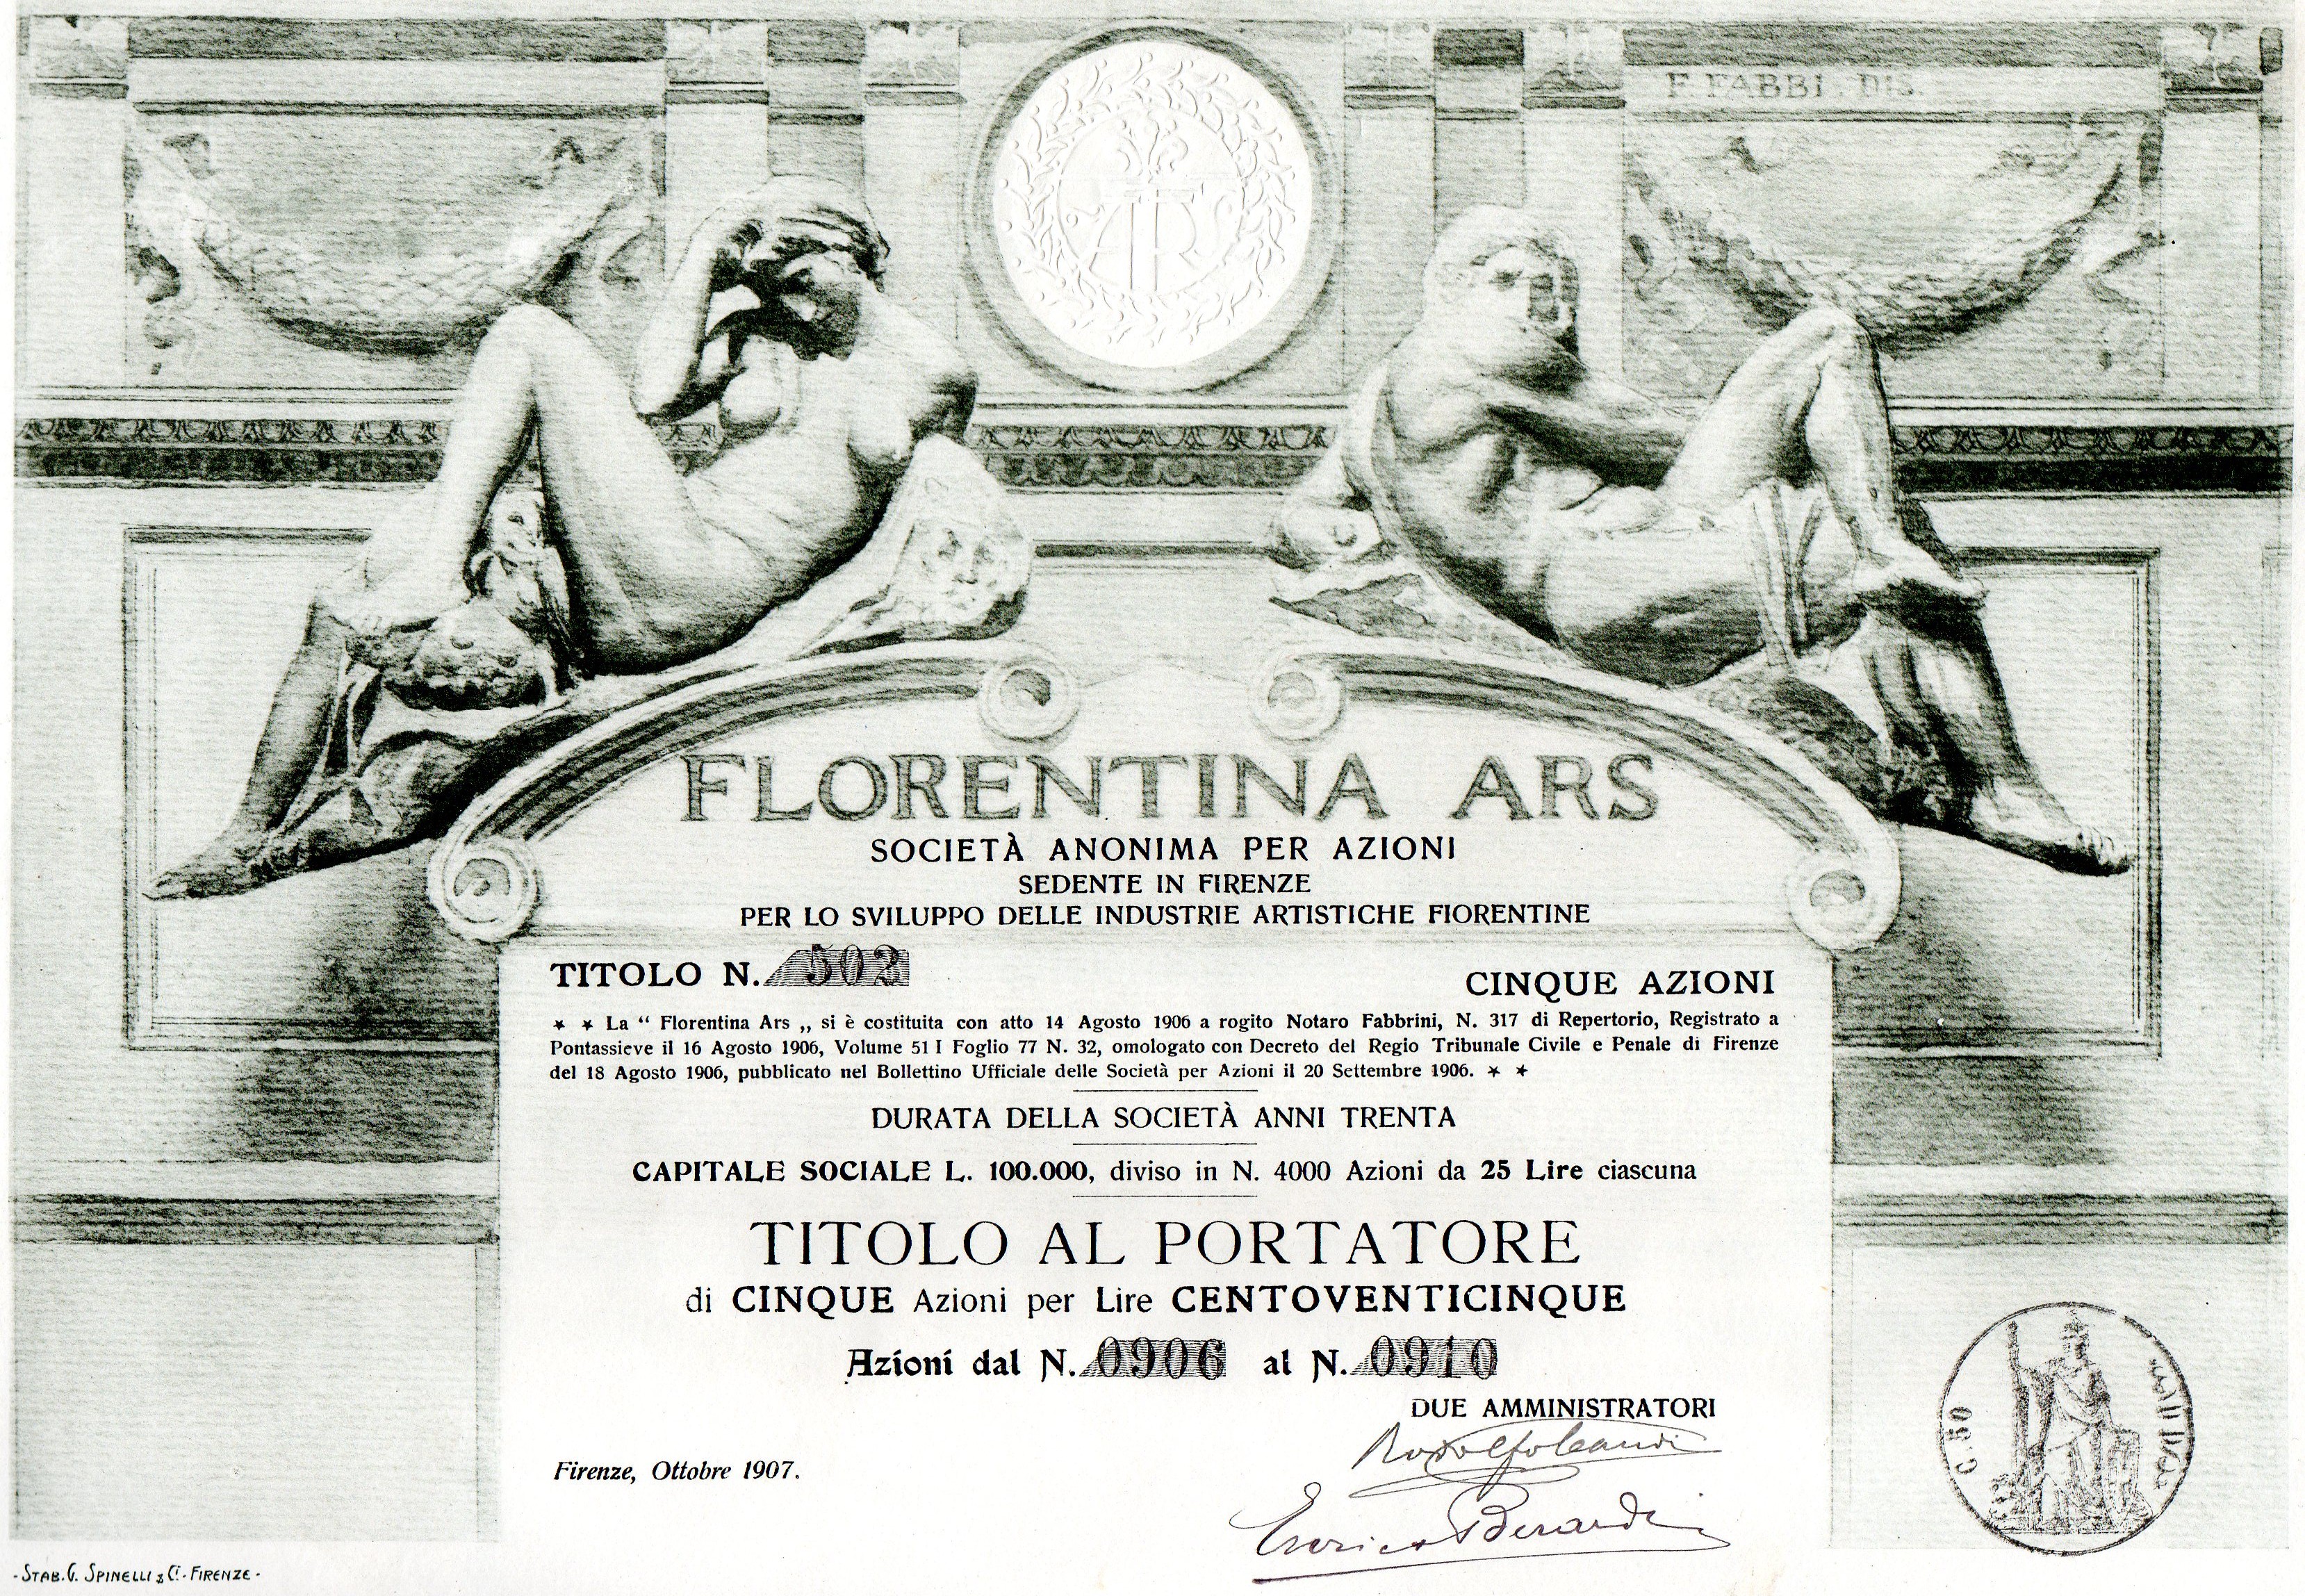 F. FABBI. DIS.
ARS
FLORENTINA ARS
SOCIETÀ ANONIMA PER AZIONI
SEDENTE IN FIRENZE
PER LO SVILUPPO DELLE INDUSTRIE ARTISTICHE FIORENTINE
TITOLO N. 502
CINQUE AZIONI
* * La “ Florentina Ars „ si è costituita con atto 14 Agosto 1906 a rogito Notaro Fabbrini, N. 317 di Repertorio, Registrato a
Pontassieve il 16 Agosto 1906, Volume 51 I Foglio 77 N. 32, omologato con Decreto del Regio Tribunale Civile e Penale di Firenze
del 18 Agosto 1906, pubblicato nel Bollettino Ufficiale delle Società per Azioni il 20 Settembre 1906. * *
DURATA DELLA SOCIETÀ ANNI TRENTA
CAPITALE SOCIALE L. 100.000, diviso in N. 4000 Azioni da 25 Lire ciascuna
TITOLO AL PORTATORE
di CINQUE Azioni per Lire CENTOVENTICINQUE
Azioni dal N. 0906 al N. 0910
DUE AMMINISTRATORI
Enrico Berardi
Firenze, Ottobre 1907.
C. 50
- STAB. G. SPINELLI & C.i - FIRENZE -